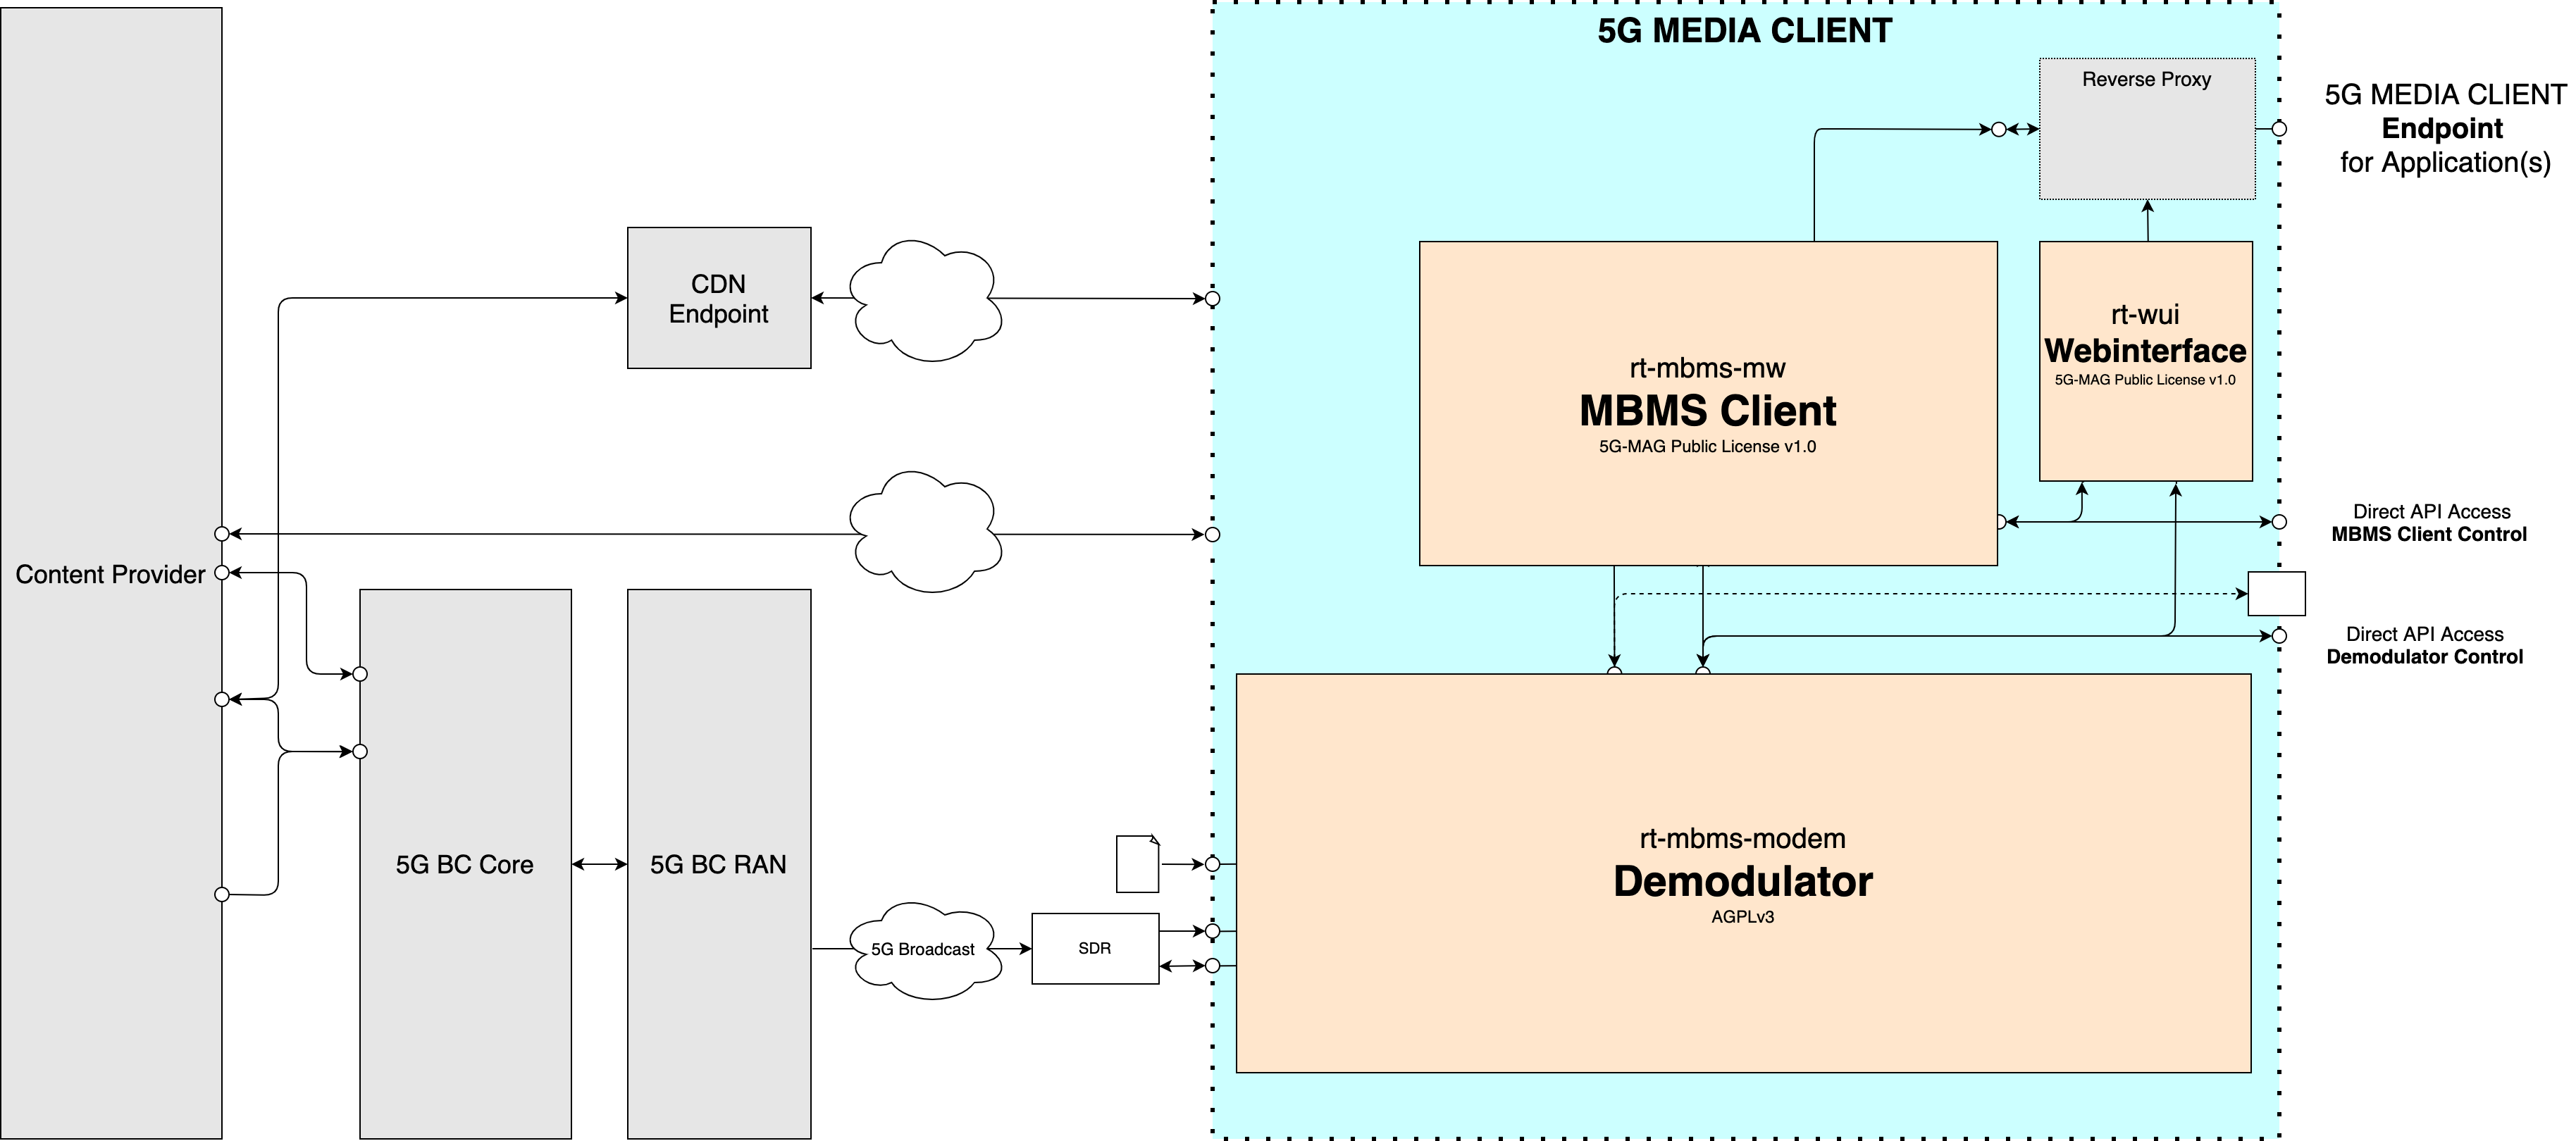 5G MEDIA CLIENT
Reverse Proxy
5G MEDIA CLIENT
Endpoint
for Application(s)
CDN
Endpoint
rt-mbms-mw
MBMS Client
5G-MAG Public License v1.0
rt-wui
Webinterface
5G-MAG Public License v1.0
Direct API Access
MBMS Client Control
Content Provider
Direct API Access
Demodulator Control
5G BC Core
5G BC RAN
5G Broadcast
SDR
rt-mbms-modem
Demodulator
AGPLv3